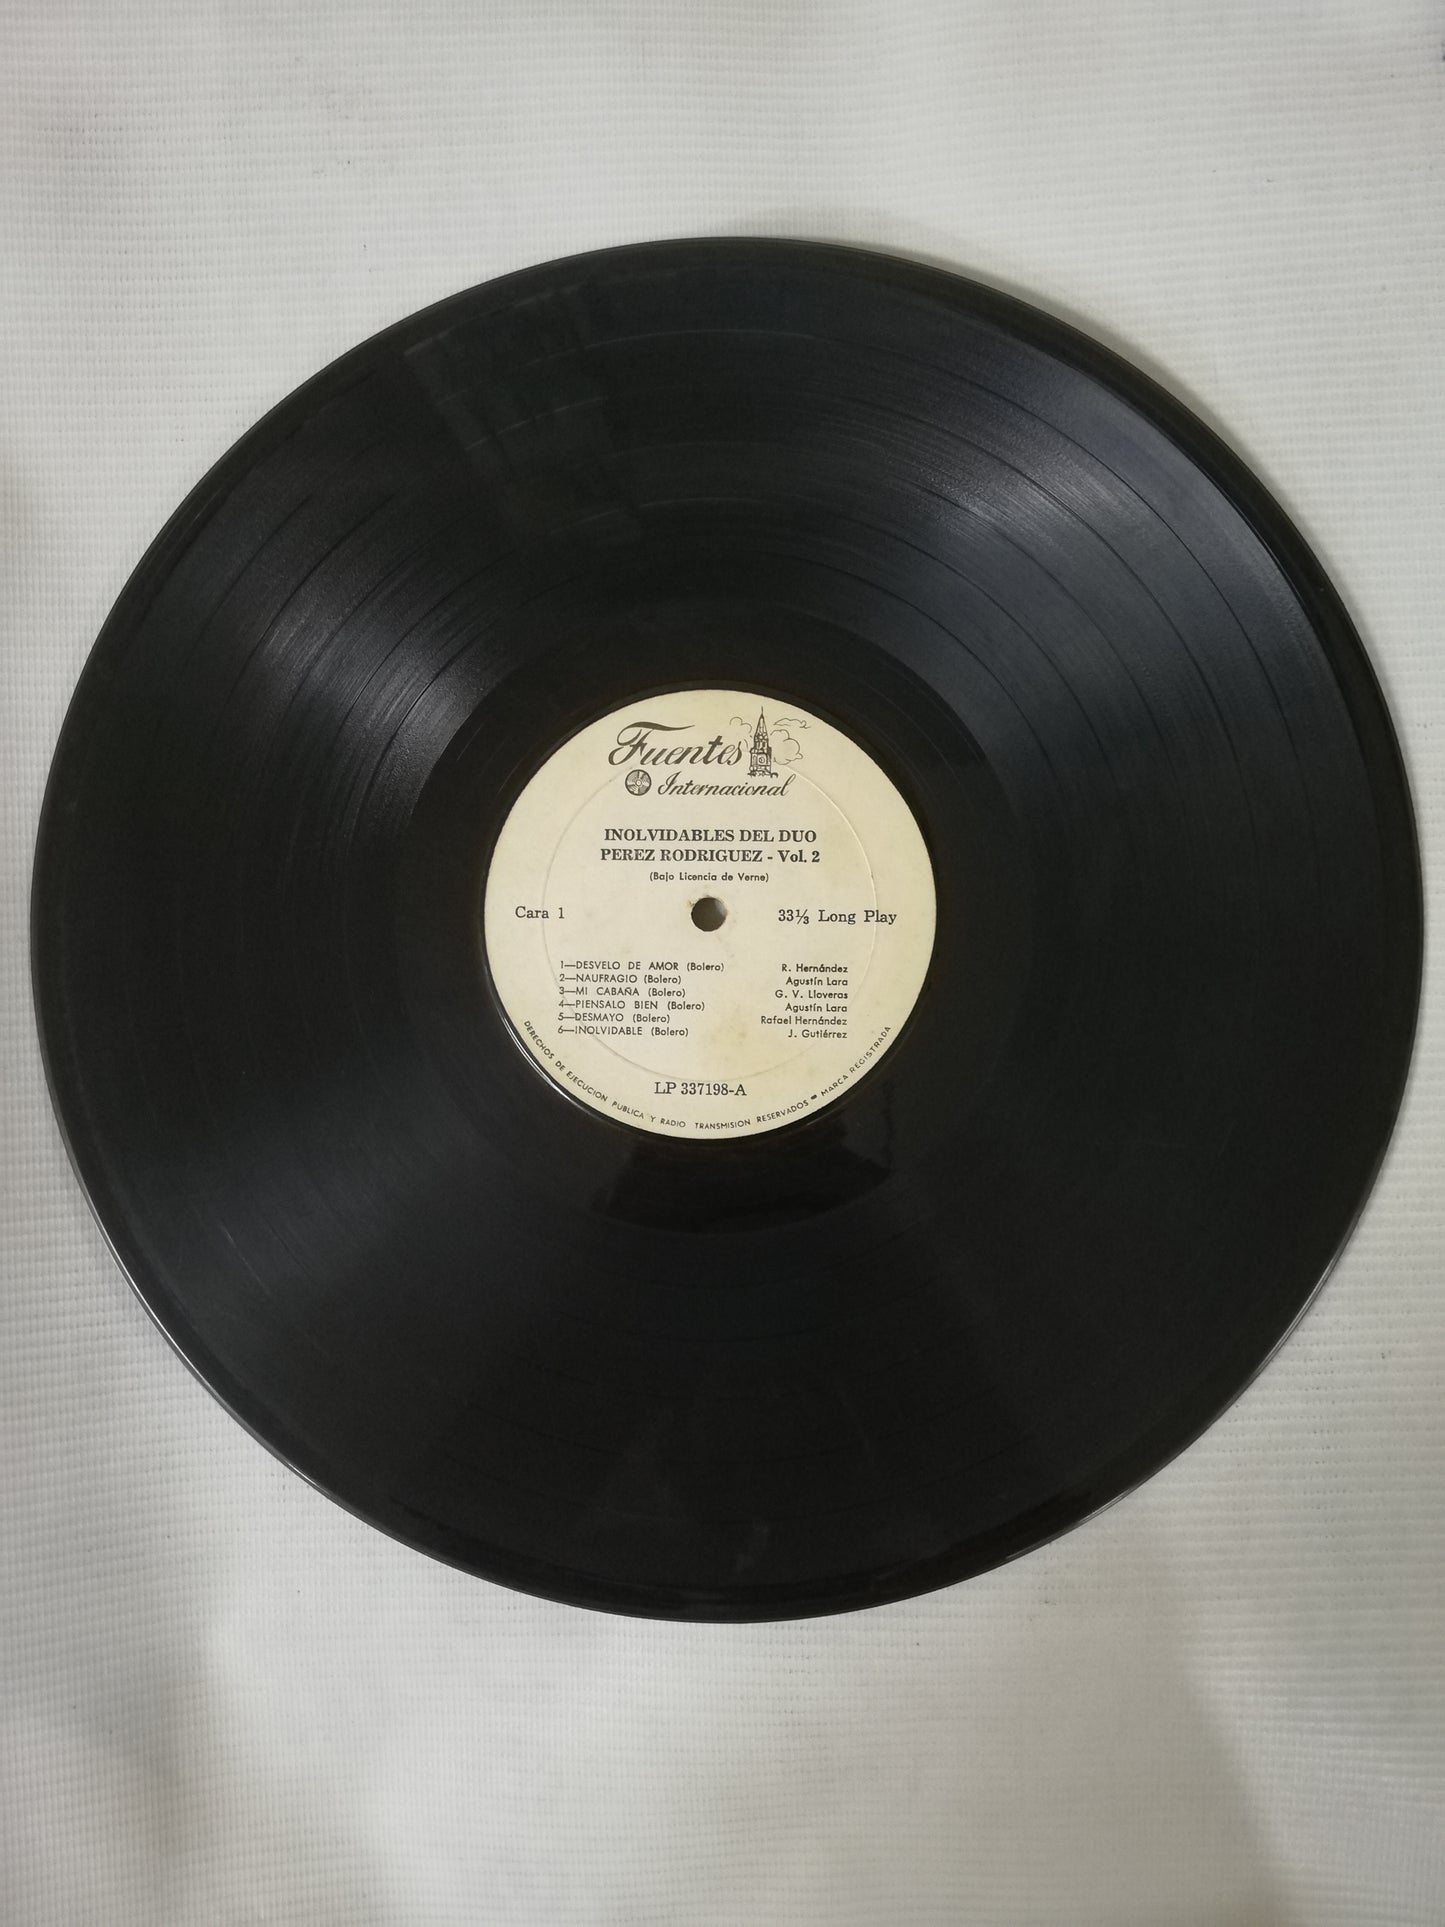 Fuentes
Internacional
INOLVIDABLES DEL DUO
PEREZ RODRIGUEZ - Vol. 2
(Bajo Licencia de Verne)
Cara 1 33⅓ Long Play
1—DESVELO DE AMOR (Bolero) R. Hernández
2—NAUFRAGIO (Bolero) Agustín Lara
3—MI CABAÑA (Bolero) G. V. Lloveras
4—PIENSALO BIEN (Bolero) Agustín Lara
5—DESMAYO (Bolero) Rafael Hernández
6—INOLVIDABLE (Bolero) J. Gutiérrez
LP 337198-A
DERECHOS DE EJECUCION PUBLICA Y RADIO TRANSMISION RESERVADOS - MARCA REGISTRADA